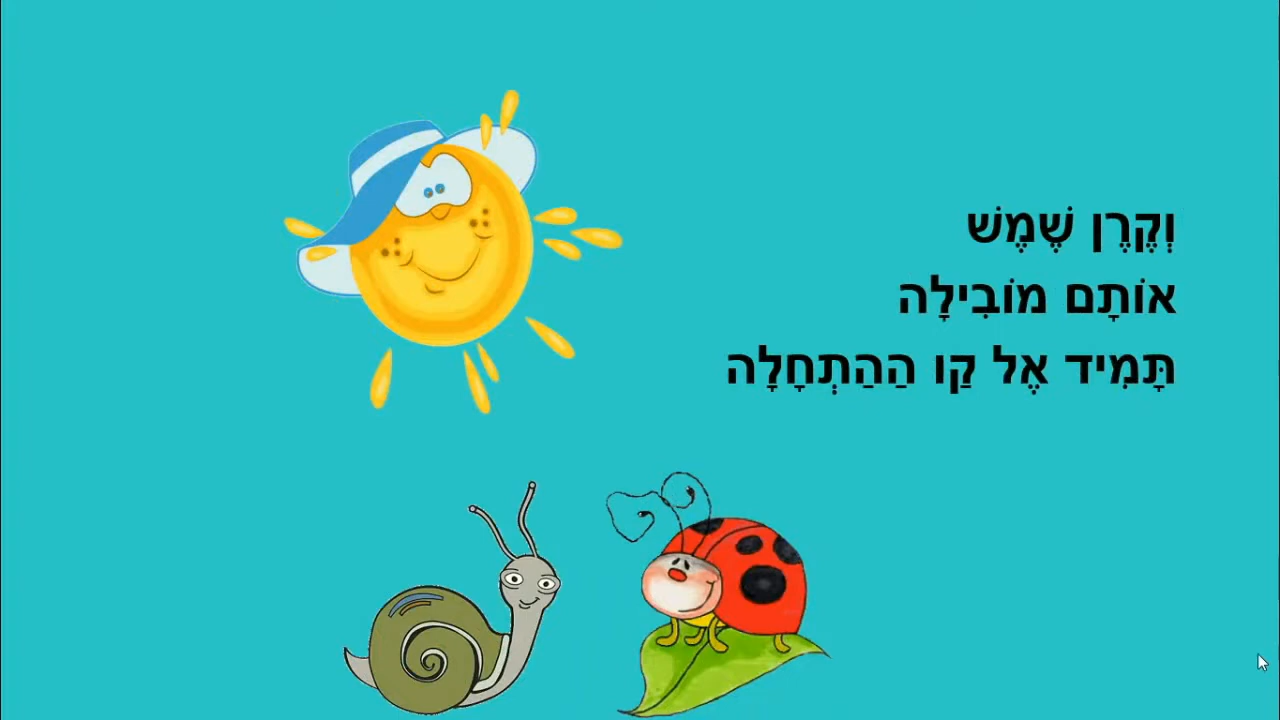 וְקֶרֶן שֶׁמֶשׁ
אוֹתָם מוֹבִילָה
תָּמִיד אֶל קַו הַהַתְחָלָה